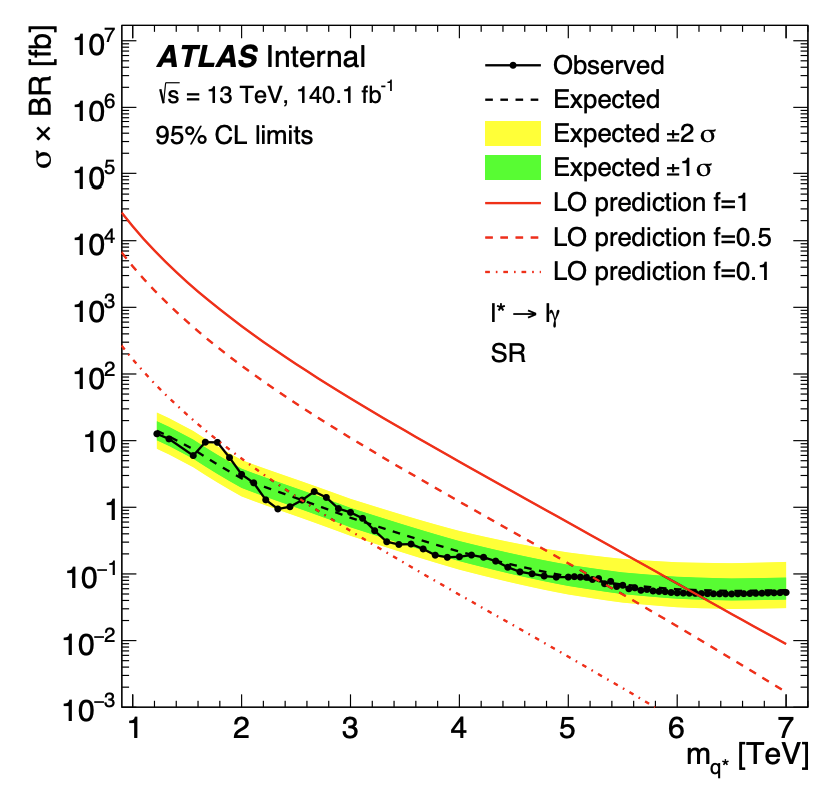 σ × BR [fb]
10⁷
10⁶
10⁵
10⁴
10³
10²
10
1
10⁻¹
10⁻²
10⁻³
ATLAS Internal
√s = 13 TeV, 140.1 fb⁻¹
95% CL limits
Observed
Expected
Expected ±2 σ
Expected ±1 σ
LO prediction f=1
LO prediction f=0.5
LO prediction f=0.1
l* → lγ
SR
1 2 3 4 5 6 7
m_q* [TeV]